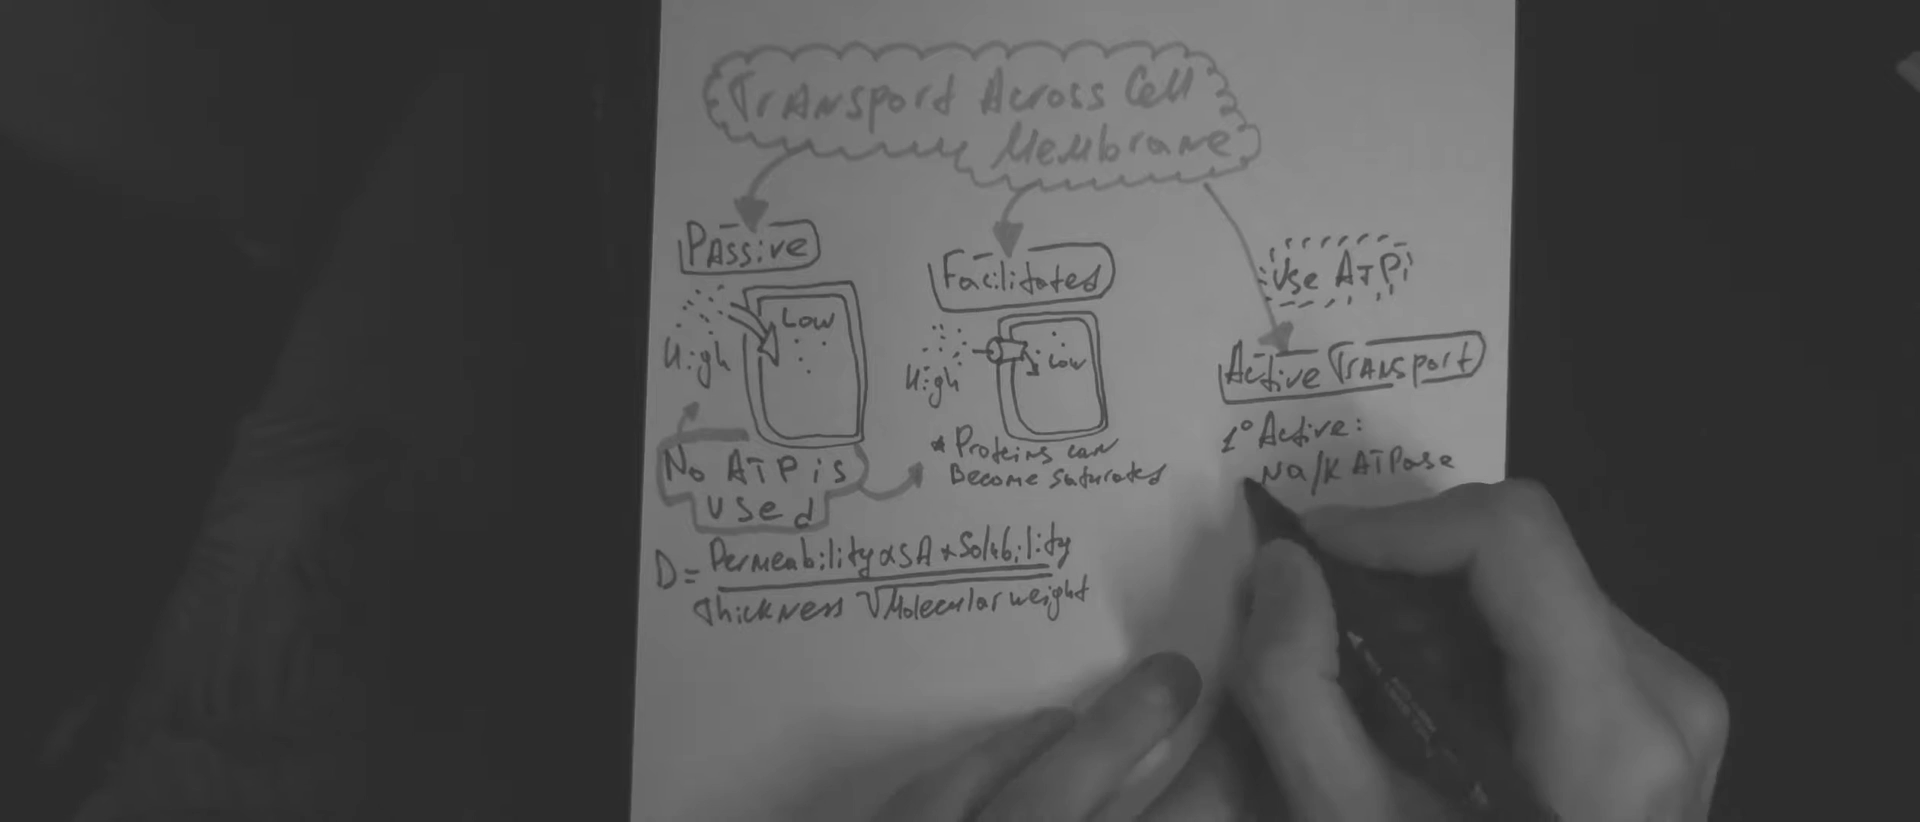 Transport Across Cell
Membrane
Passive
High
Low
No ATP is
used
Facilitated
High
Low
* Proteins can
Become saturated
D = Permeability x SA x Solubility
Thickness √Molecular weight
Use ATP
Active Transport
1° Active:
Na/K ATPase